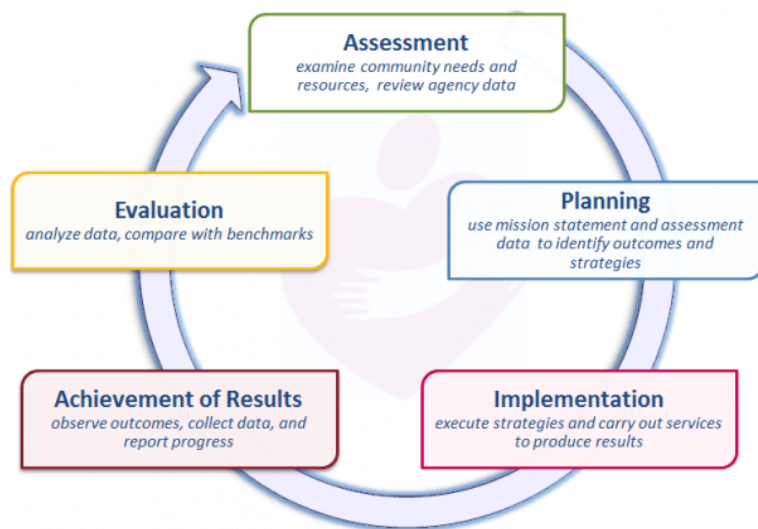 Assessment
examine community needs and
resources, review agency data
Planning
use mission statement and assessment
data to identify outcomes and
strategies
Implementation
execute strategies and carry out services
to produce results
Achievement of Results
observe outcomes, collect data, and
report progress
Evaluation
analyze data, compare with benchmarks